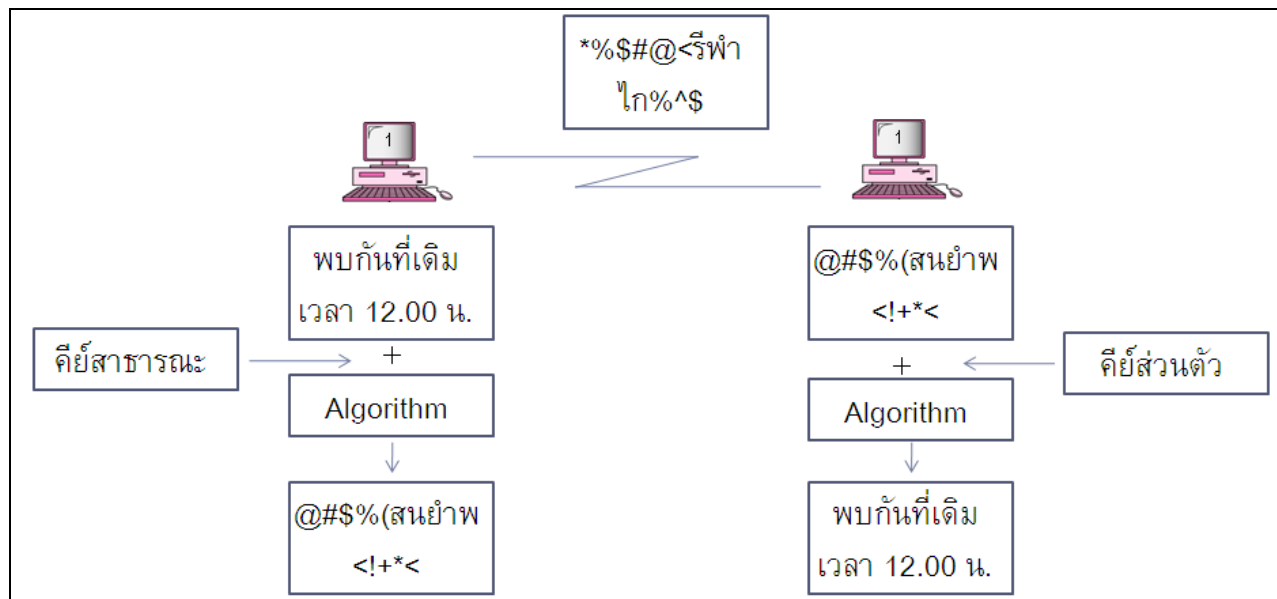 *%$#@<รีฟำ
ไก%^$
1
1
พบกันที่เดิม
เวลา 12.00 น.
@#$%(สนยำพ
<!+*<
คีย์สาธารณะ
+
+
คีย์ส่วนตัว
Algorithm
Algorithm
@#$%(สนยำพ
<!+*<
พบกันที่เดิม
เวลา 12.00 น.